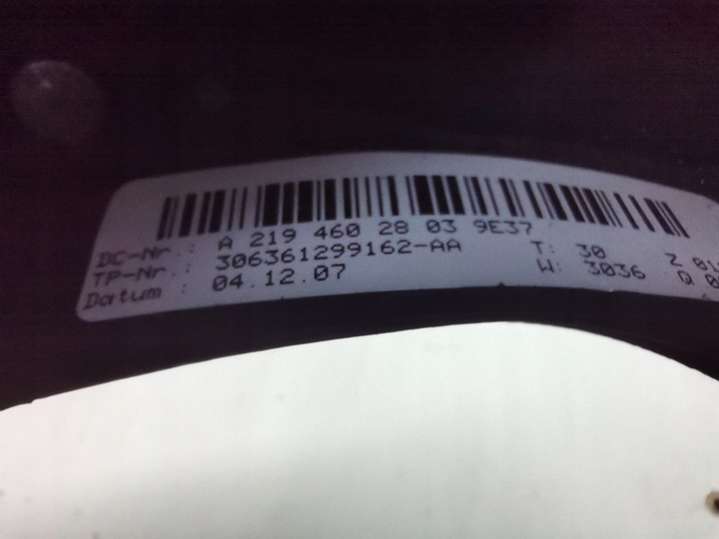 DC-Nr.: A 219 460 28 03 9E37
TP-Nr.: 306361299162-AA T: 30 Z
Datum : 04.12.07 W: 3036 Q